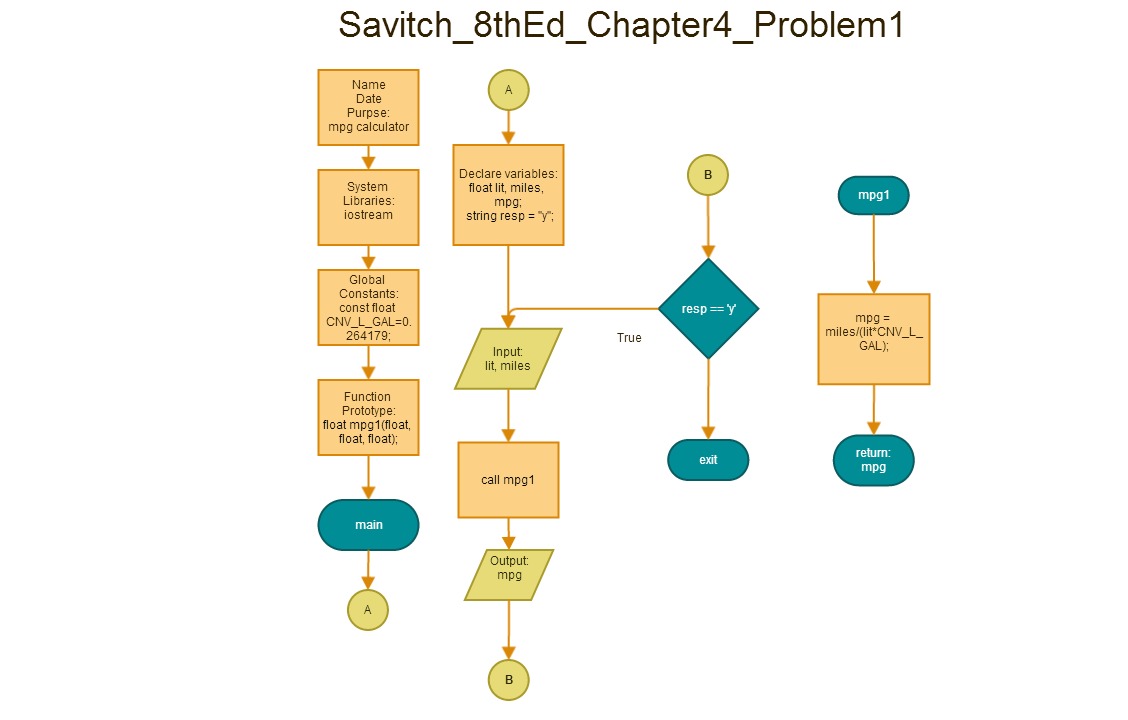 Savitch_8thEd_Chapter4_Problem1
Name
Date
Purpse:
mpg calculator
System
Libraries:
iostream
Global
Constants:
const float
CNV_L_GAL=0.
264179;
Function
Prototype:
float mpg1(float,
float, float);
main
A
A
Declare variables:
float lit, miles,
mpg;
string resp = "y";
Input:
lit, miles
call mpg1
Output:
mpg
B
B
resp == 'y'
True
exit
mpg1
mpg =
miles/(lit*CNV_L_
GAL);
return:
mpg